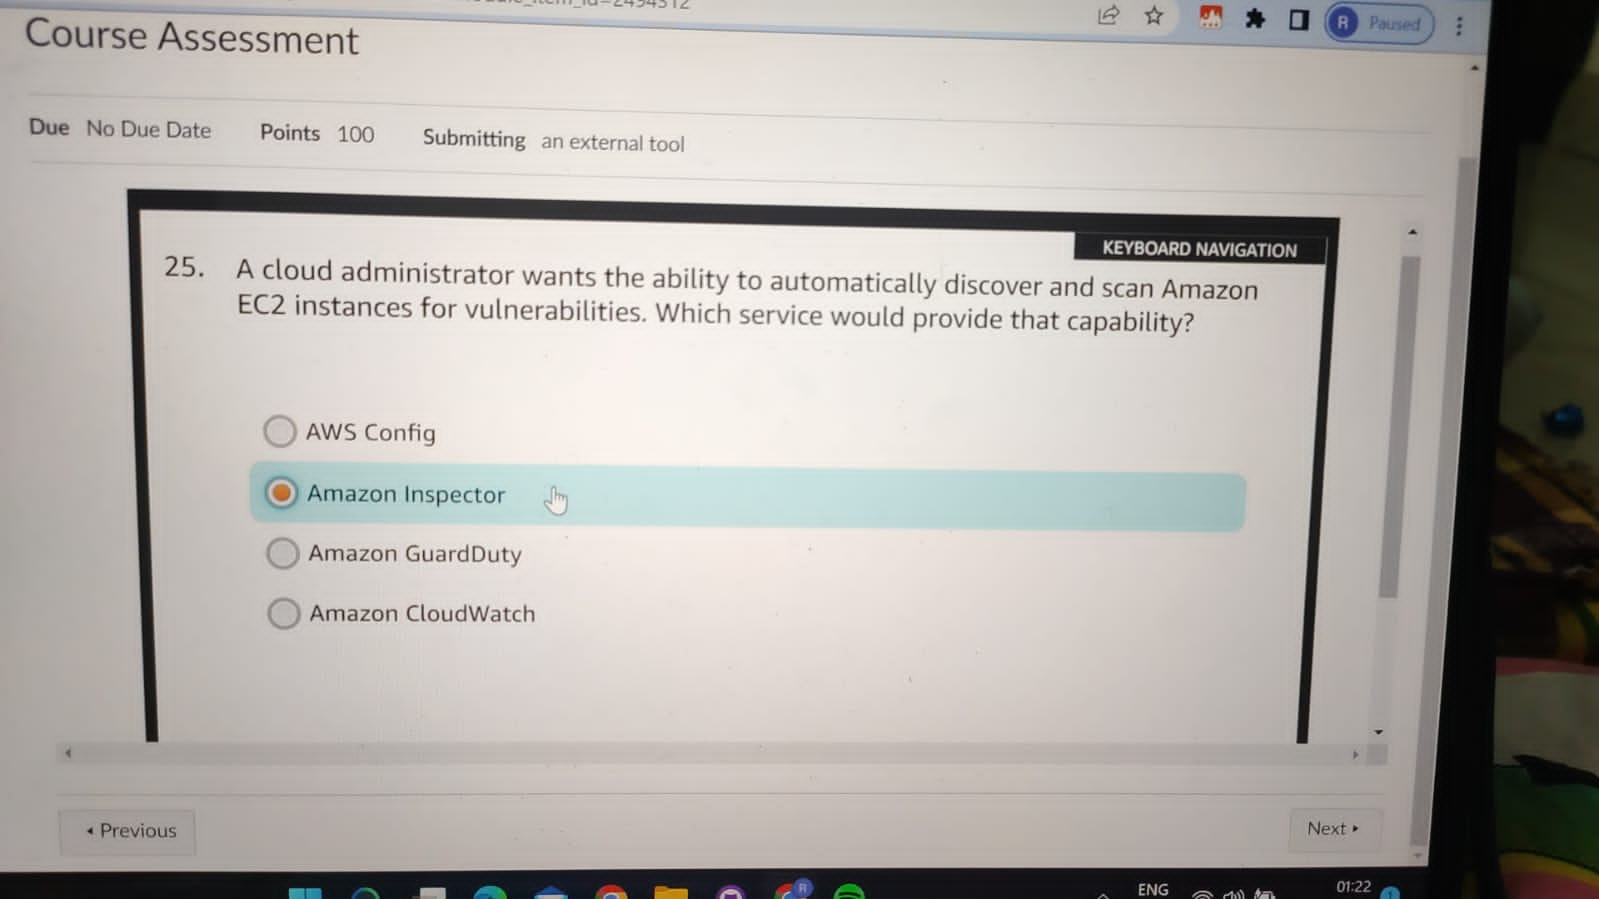 Course Assessment
Paused
Due No Due Date Points 100 Submitting an external tool
KEYBOARD NAVIGATION
25. A cloud administrator wants the ability to automatically discover and scan Amazon
EC2 instances for vulnerabilities. Which service would provide that capability?
AWS Config
Amazon Inspector
Amazon GuardDuty
Amazon CloudWatch
Previous
Next
ENG
01:22